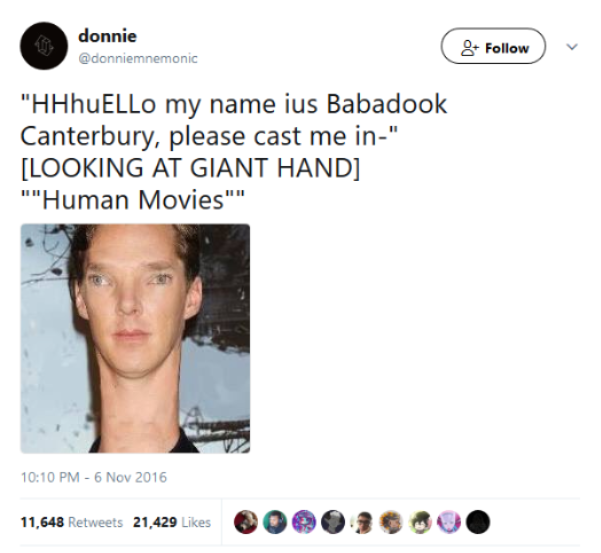 donnie
@donniemnemonic
Follow
"HHhuELLo my name ius Babadook
Canterbury, please cast me in-"
[LOOKING AT GIANT HAND]
""Human Movies""
10:10 PM - 6 Nov 2016
11,648 Retweets 21,429 Likes